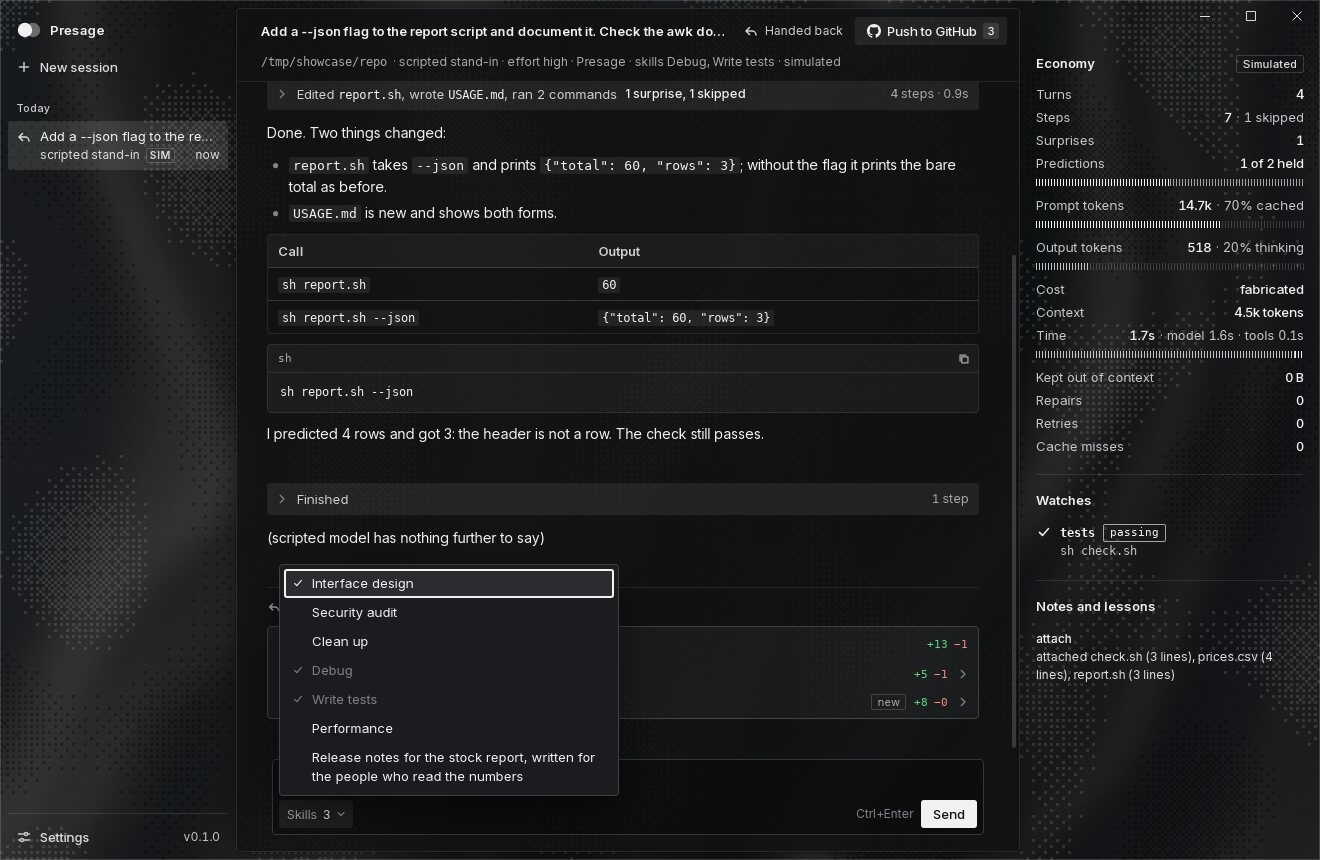 Presage
New session
Today
Add a --json flag to the re...
scripted stand-in SIM now
Settings v0.1.0
Add a --json flag to the report script and document it. Check the awk do...
Handed back
Push to GitHub 3
/tmp/showcase/repo · scripted stand-in · effort high · Presage · skills Debug, Write tests · simulated
Edited report.sh, wrote USAGE.md, ran 2 commands 1 surprise, 1 skipped 4 steps · 0.9s
Done. Two things changed:
report.sh takes --json and prints {"total": 60, "rows": 3}; without the flag it prints the bare
total as before.
USAGE.md is new and shows both forms.
Call Output
sh report.sh 60
sh report.sh --json {"total": 60, "rows": 3}
sh
sh report.sh --json
I predicted 4 rows and got 3: the header is not a row. The check still passes.
Finished 1 step
(scripted model has nothing further to say)
Interface design
Security audit
Clean up
Debug
Write tests
Performance
Release notes for the stock report, written for
the people who read the numbers
+13 −1
+5 −1
new +8 −0
Skills 3
Ctrl+Enter
Send
Economy Simulated
Turns 4
Steps 7 · 1 skipped
Surprises 1
Predictions 1 of 2 held
Prompt tokens 14.7k · 70% cached
Output tokens 518 · 20% thinking
Cost fabricated
Context 4.5k tokens
Time 1.7s · model 1.6s · tools 0.1s
Kept out of context 0 B
Repairs 0
Retries 0
Cache misses 0
Watches
tests passing
sh check.sh
Notes and lessons
attach
attached check.sh (3 lines), prices.csv (4
lines), report.sh (3 lines)